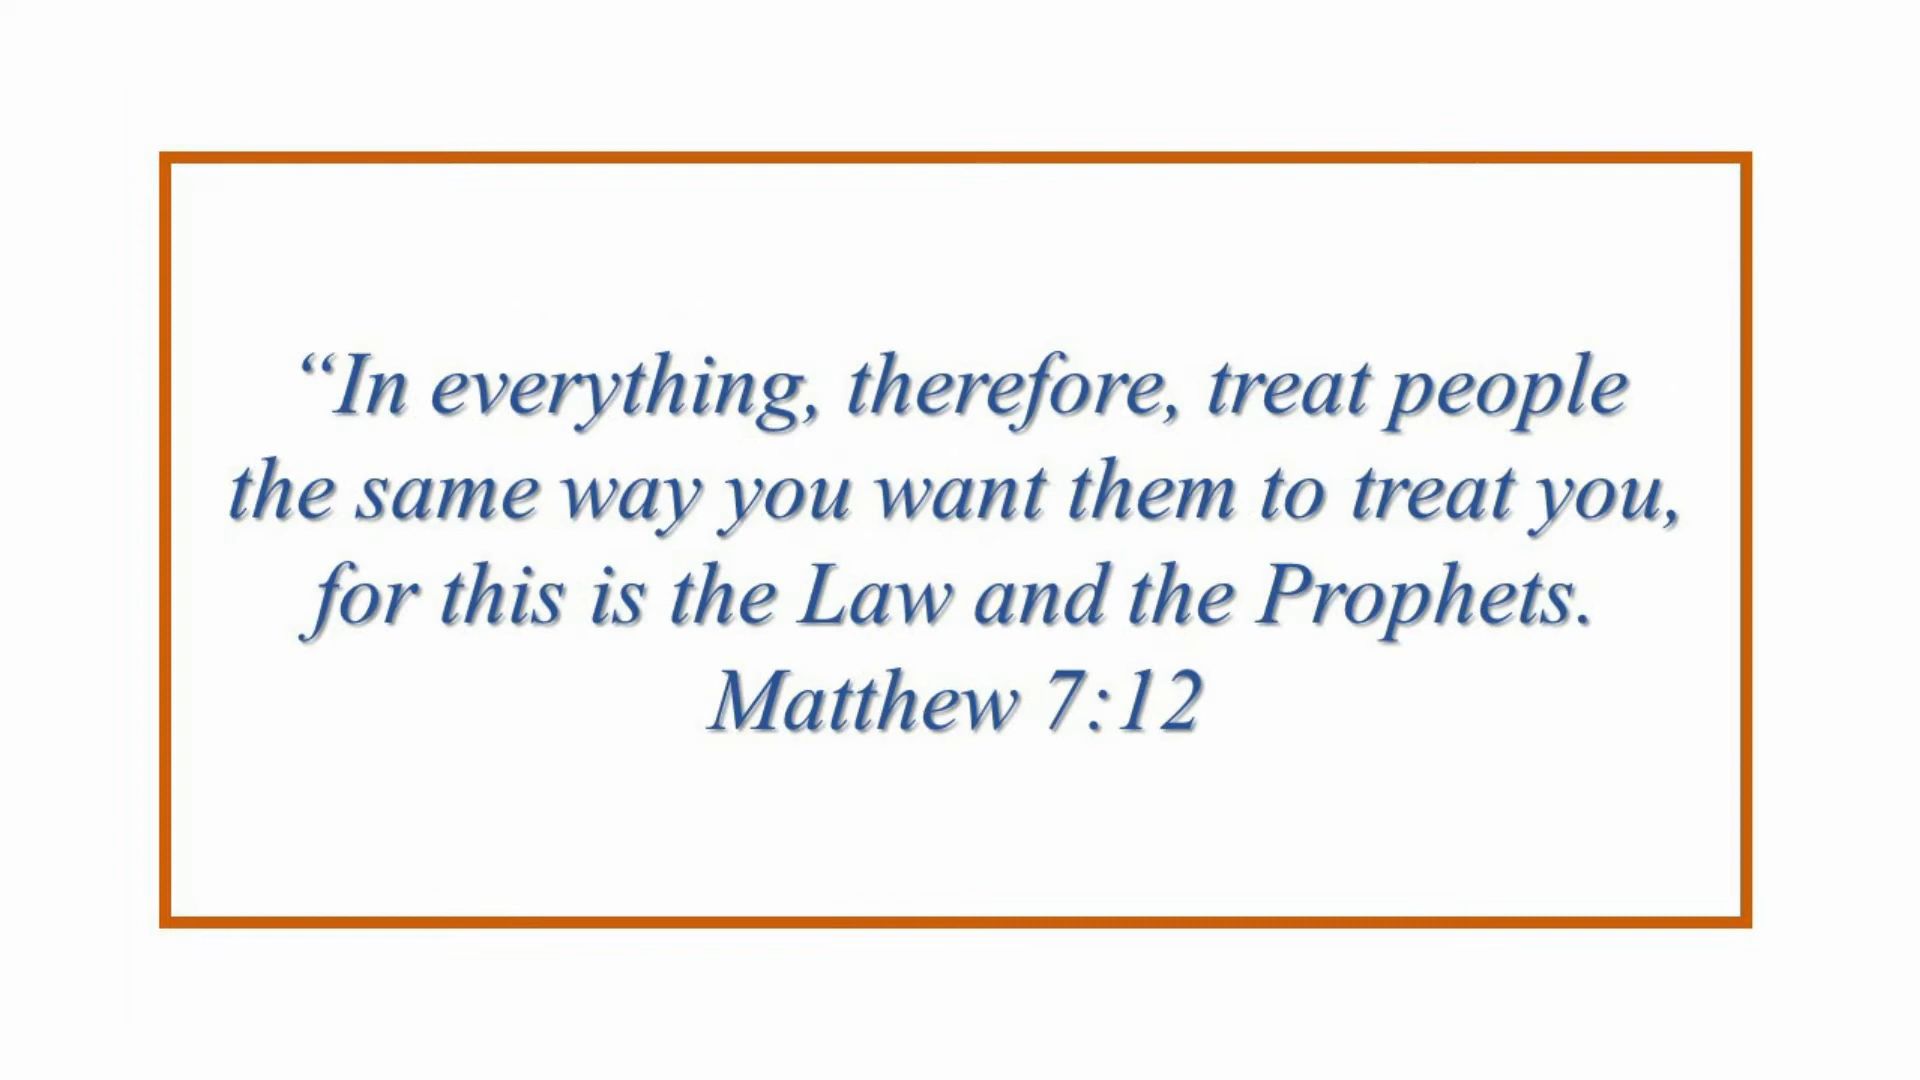 “In everything, therefore, treat people
the same way you want them to treat you,
for this is the Law and the Prophets.
Matthew 7:12